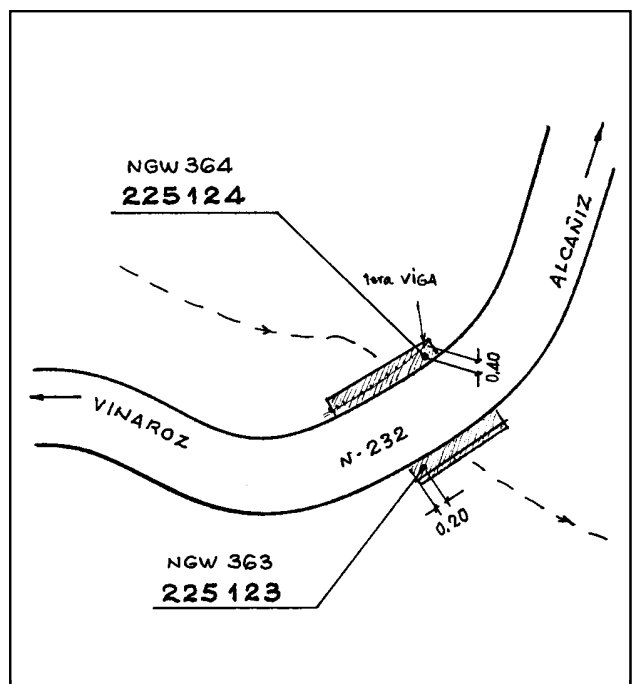 NGW 364
225124
ALCAÑIZ
1era VIGA
0.40
VINAROZ
N-232
0.20
NGW 363
225123